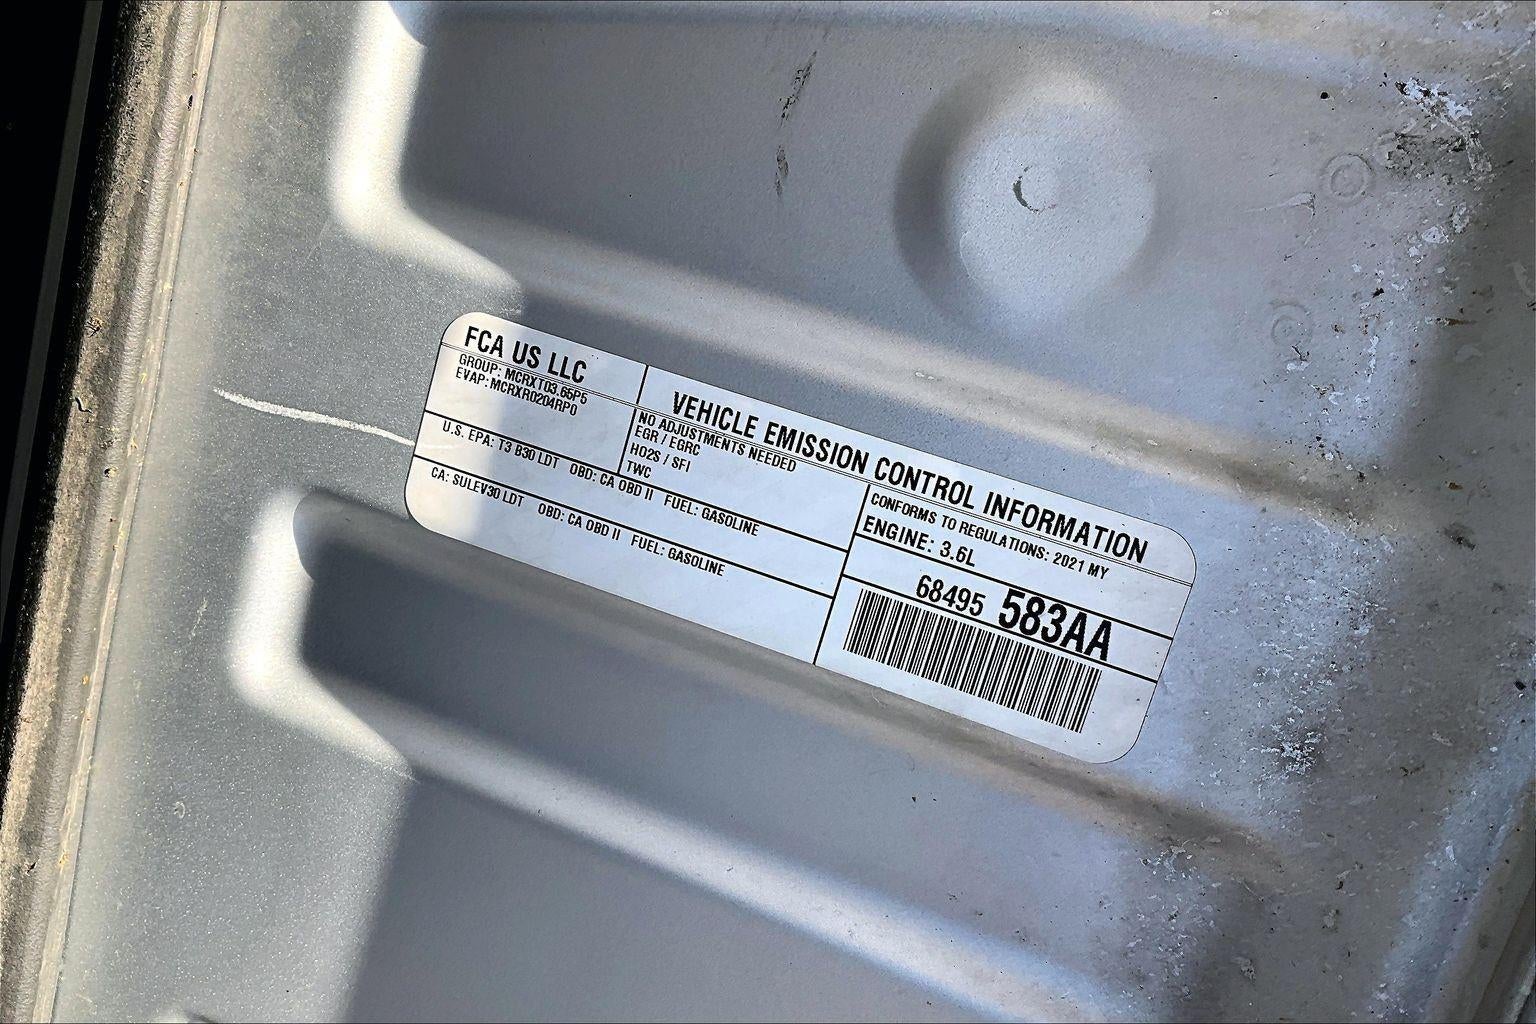 FCA US LLC
GROUP: MCRXT03.65P5
EVAP: MCRXR0204RP0
VEHICLE EMISSION CONTROL INFORMATION
NO ADJUSTMENTS NEEDED
EGR / EGRC
HO2S / SFI
TWC
CONFORMS TO REGULATIONS: 2021 MY
ENGINE: 3.6L
U.S. EPA: T3 B30 LDT OBD: CA OBD II FUEL: GASOLINE
CA: SULEV30 LDT OBD: CA OBD II FUEL: GASOLINE
68495 583AA